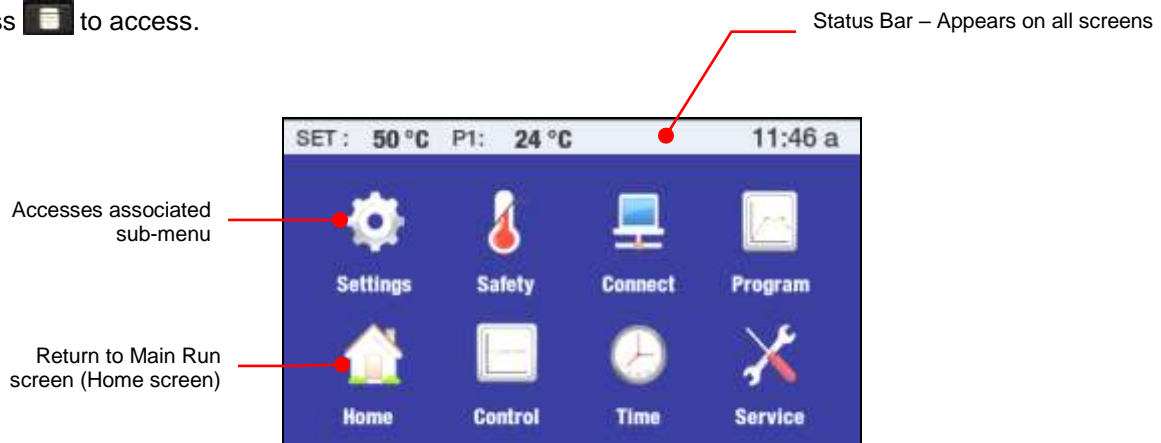 to access.
Status Bar – Appears on all screens
SET : 50 °C P1: 24 °C 11:46 a
Accesses associated
sub-menu
Settings Safety Connect Program
Return to Main Run
screen (Home screen)
Home Control Time Service